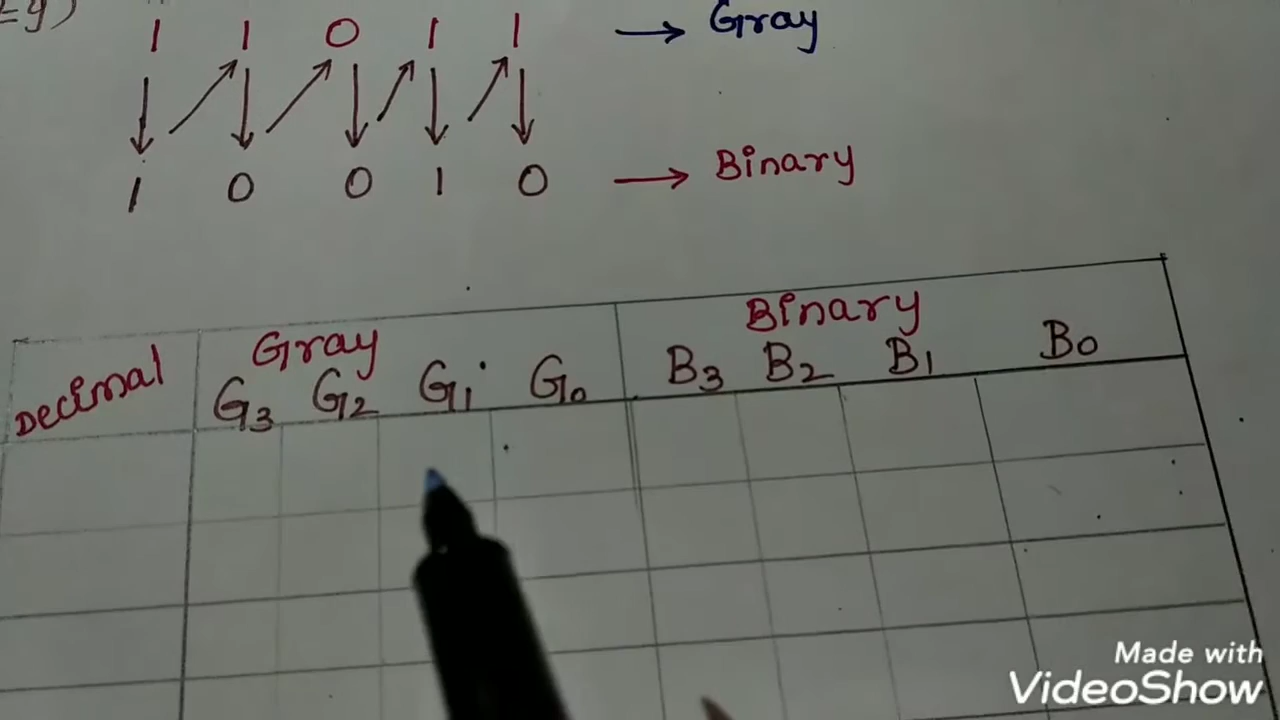 =g)
1 1 0 1 1 → Gray
1 0 0 1 0 → Binary
Decimal Gray Binary
G3 G2 G1 G0 B3 B2 B1 B0
Made with
VideoShow